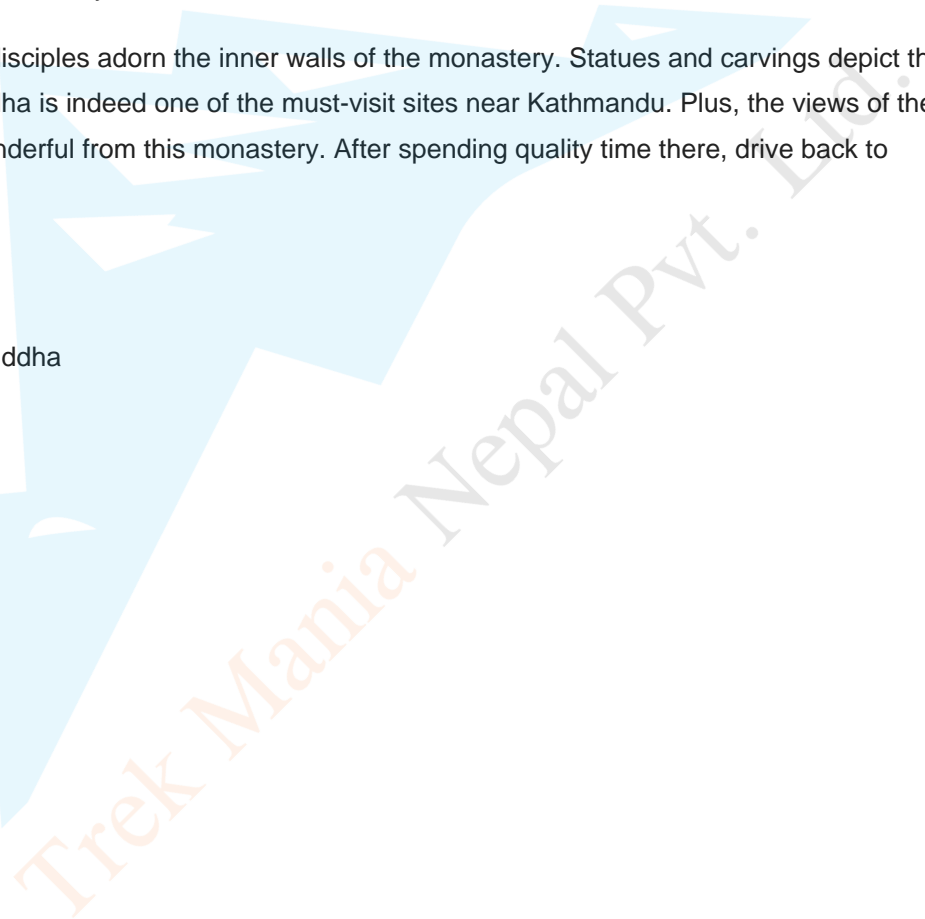 isciples adorn the inner walls of the monastery. Statues and carvings depict th
ha is indeed one of the must-visit sites near Kathmandu. Plus, the views of the
nderful from this monastery. After spending quality time there, drive back to
ddha
Trek Mania Nepal Pvt. Ltd.